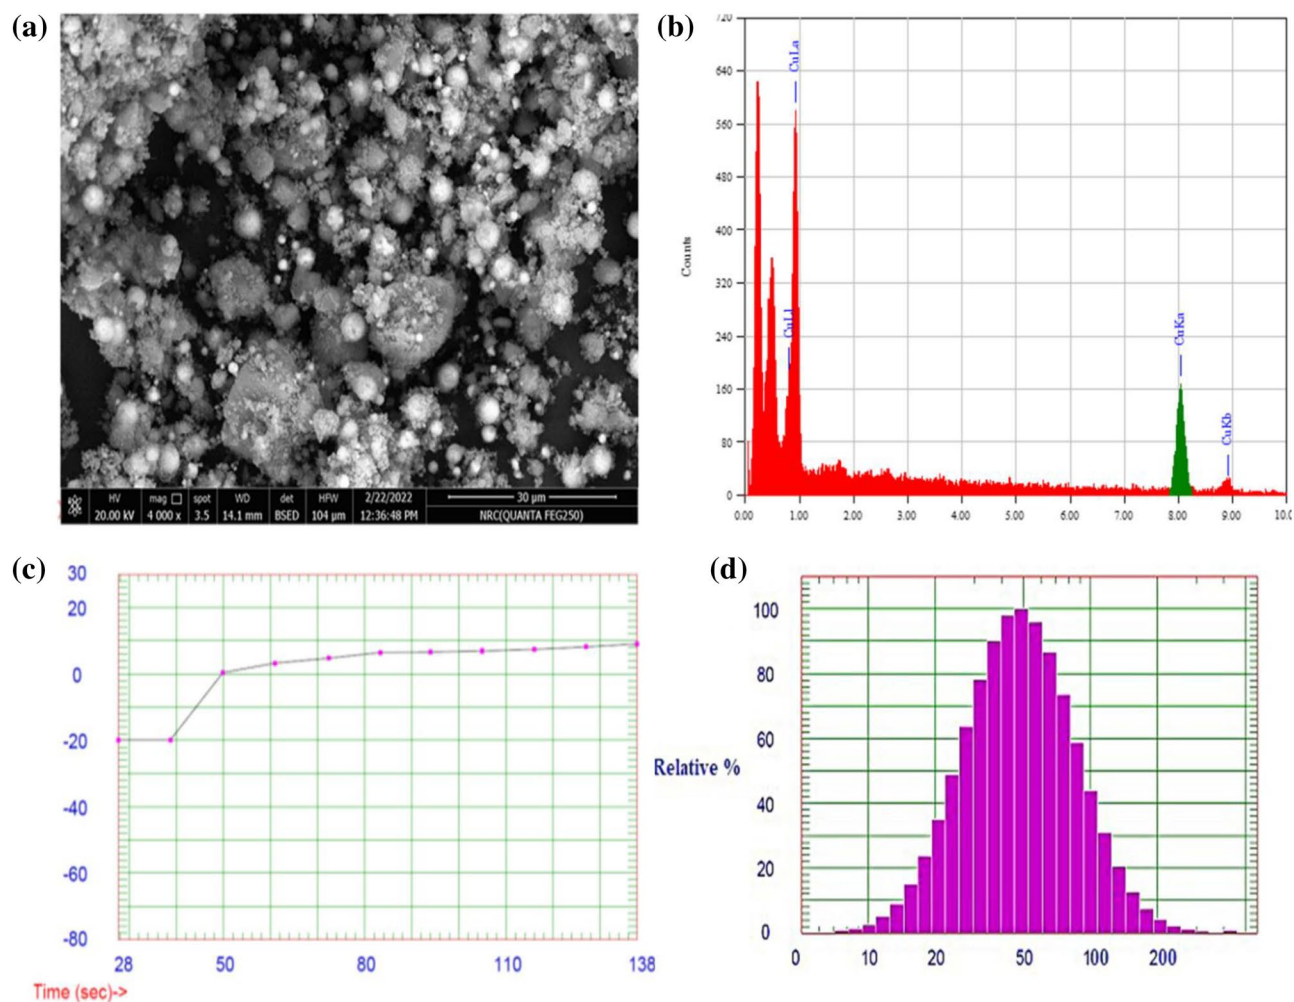 (a)
HV mag spot WD det HFW 2/22/2022 30 µm
20.00 kV 4 000 x 3.5 14.1 mm BSED 104 µm 12:36:48 PM NRC(QUANTA FEG250)
(b)
720
640
560
480
400
320
240
160
80
0
Counts
CuLl
CuLa
CuKa
CuKb
0.00 1.00 2.00 3.00 4.00 5.00 6.00 7.00 8.00 9.00 10.0
(c)
30
20
0
-20
-40
-60
-80
28 50 80 110 138
Time (sec)->
(d)
Relative %
100
80
60
40
20
0
0 10 20 50 100 200